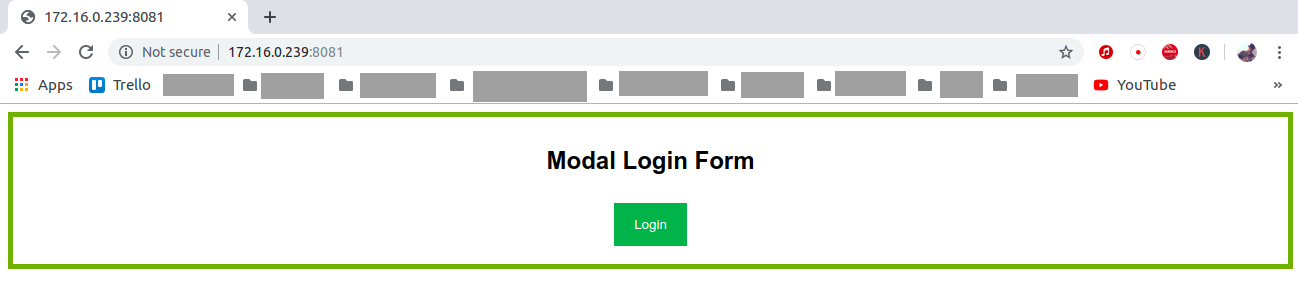 172.16.0.239:8081
Not secure 172.16.0.239:8081
Apps Trello YouTube
Modal Login Form
Login